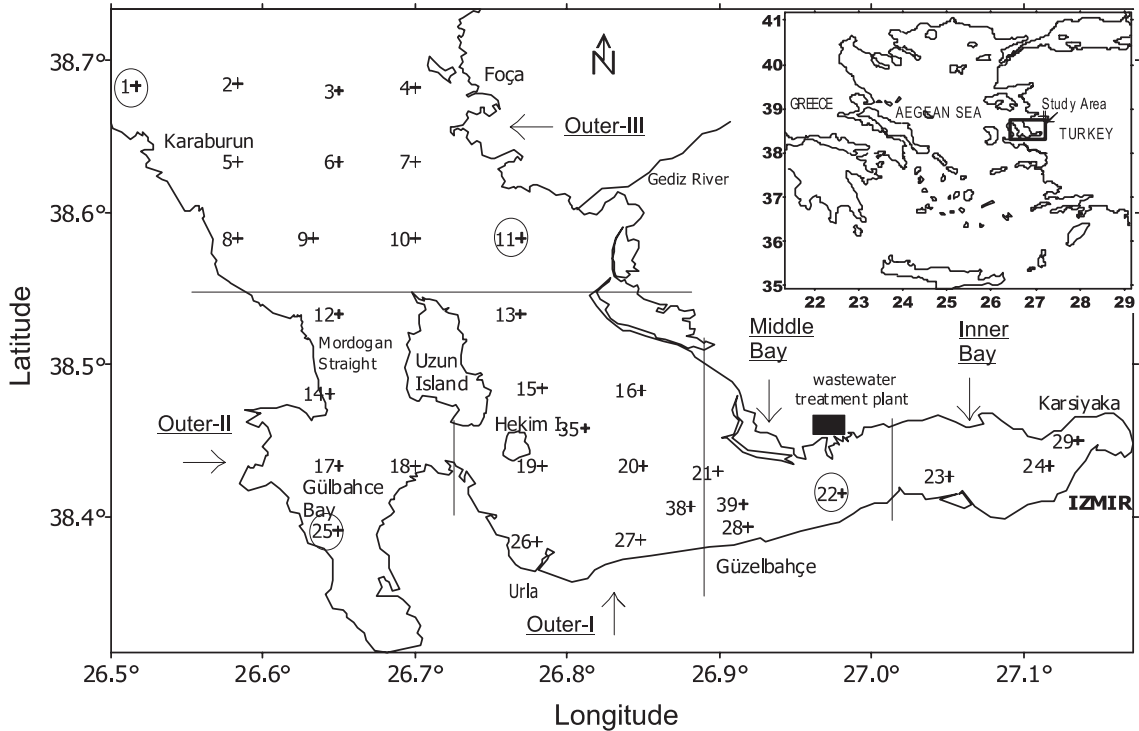 38.7°
38.6°
38.5°
38.4°
Latitude
26.5°
26.6°
26.7°
26.8°
26.9°
27.0°
27.1°
Longitude
N
1+
2+
3+
4+
Foça
Outer-III
Karaburun
5+
6+
7+
Gediz River
8+
9+
10+
11+
12+
13+
Mordogan
Straight
Uzun
Island
14+
15+
16+
Hekim I.
35+
Outer-II
17+
18+
19+
20+
21+
Gülbahce
Bay
25+
38+
39+
28+
26+
27+
Urla
Güzelbahçe
Outer-I
Middle
Bay
Inner
Bay
wastewater
treatment plant
Karsiyaka
29+
24+
23+
22+
IZMIR
41
40
39
38
37
36
35
22
23
24
25
26
27
28
29
GREECE
AEGEAN SEA
Study Area
TURKEY